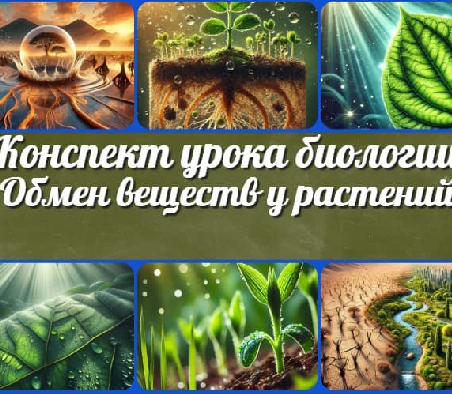 Конспект урока биологии
Обмен веществ у растений